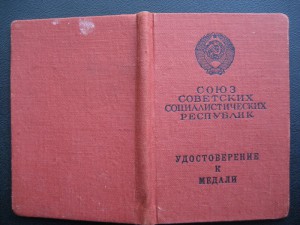 СОЮЗ
СОВЕТСКИХ
СОЦИАЛИСТИЧЕСКИХ
РЕСПУБЛИК
УДОСТОВЕРЕНИЕ
К
МЕДАЛИ